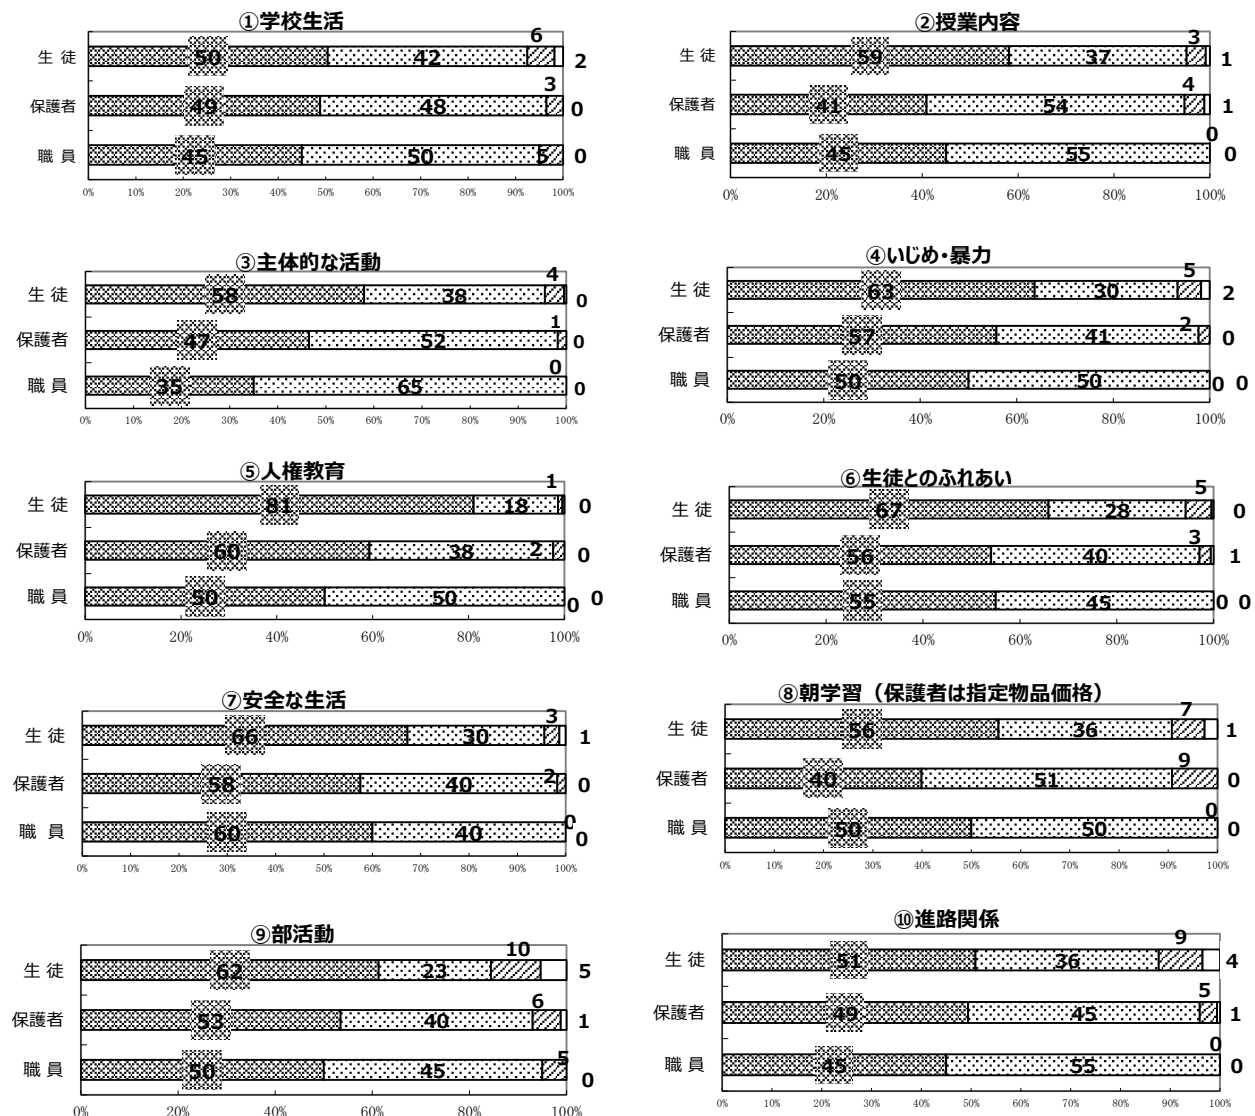 ①学校生活
6
生 徒 50 42 2
3
保護者 49 48 0
職 員 45 50 5 0
0% 10% 20% 30% 40% 50% 60% 70% 80% 90% 100%
②授業内容
3
生 徒 59 37 1
4
保護者 41 54 1
0
職 員 45 55 0
0% 20% 40% 60% 80% 100%
③主体的な活動
4
生 徒 58 38 0
1
保護者 47 52 0
0
職 員 35 65 0
0% 10% 20% 30% 40% 50% 60% 70% 80% 90% 100%
④いじめ・暴力
5
生 徒 63 30 2
保護者 57 41 2 0
職 員 50 50 0 0
0% 20% 40% 60% 80% 100%
⑤人権教育
1
生 徒 81 18 0
保護者 60 38 2 0
職 員 50 50 0 0
0% 20% 40% 60% 80% 100%
⑥生徒とのふれあい
5
生 徒 67 28 0
3
保護者 56 40 1
職 員 55 45 0 0
0% 20% 40% 60% 80% 100%
⑦安全な生活
3
生 徒 66 30 1
保護者 58 40 2 0
0
職 員 60 40 0
0% 10% 20% 30% 40% 50% 60% 70% 80% 90% 100%
⑧朝学習（保護者は指定物品価格）
7
生 徒 56 36 1
9
保護者 40 51 0
0
職 員 50 50 0
0% 10% 20% 30% 40% 50% 60% 70% 80% 90% 100%
⑨部活動
10
生 徒 62 23 5
6
保護者 53 40 1
5
職 員 50 45 0
0% 20% 40% 60% 80% 100%
⑩進路関係
9
生 徒 51 36 4
5
保護者 49 45 1
0
職 員 45 55 0
0% 10% 20% 30% 40% 50% 60% 70% 80% 90% 100%